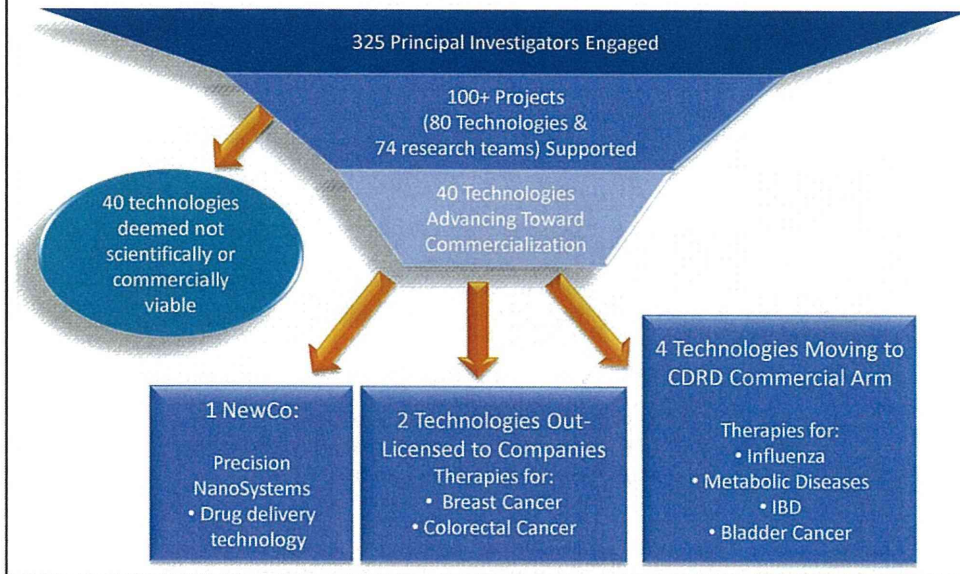 325 Principal Investigators Engaged
100+ Projects
(80 Technologies &
74 research teams) Supported
40 Technologies
Advancing Toward
Commercialization
40 technologies
deemed not
scientifically or
commercially
viable
1 NewCo:
Precision
NanoSystems
• Drug delivery
technology
2 Technologies Out-
Licensed to Companies
Therapies for:
• Breast Cancer
• Colorectal Cancer
4 Technologies Moving to
CDRD Commercial Arm
Therapies for:
• Influenza
• Metabolic Diseases
• IBD
• Bladder Cancer